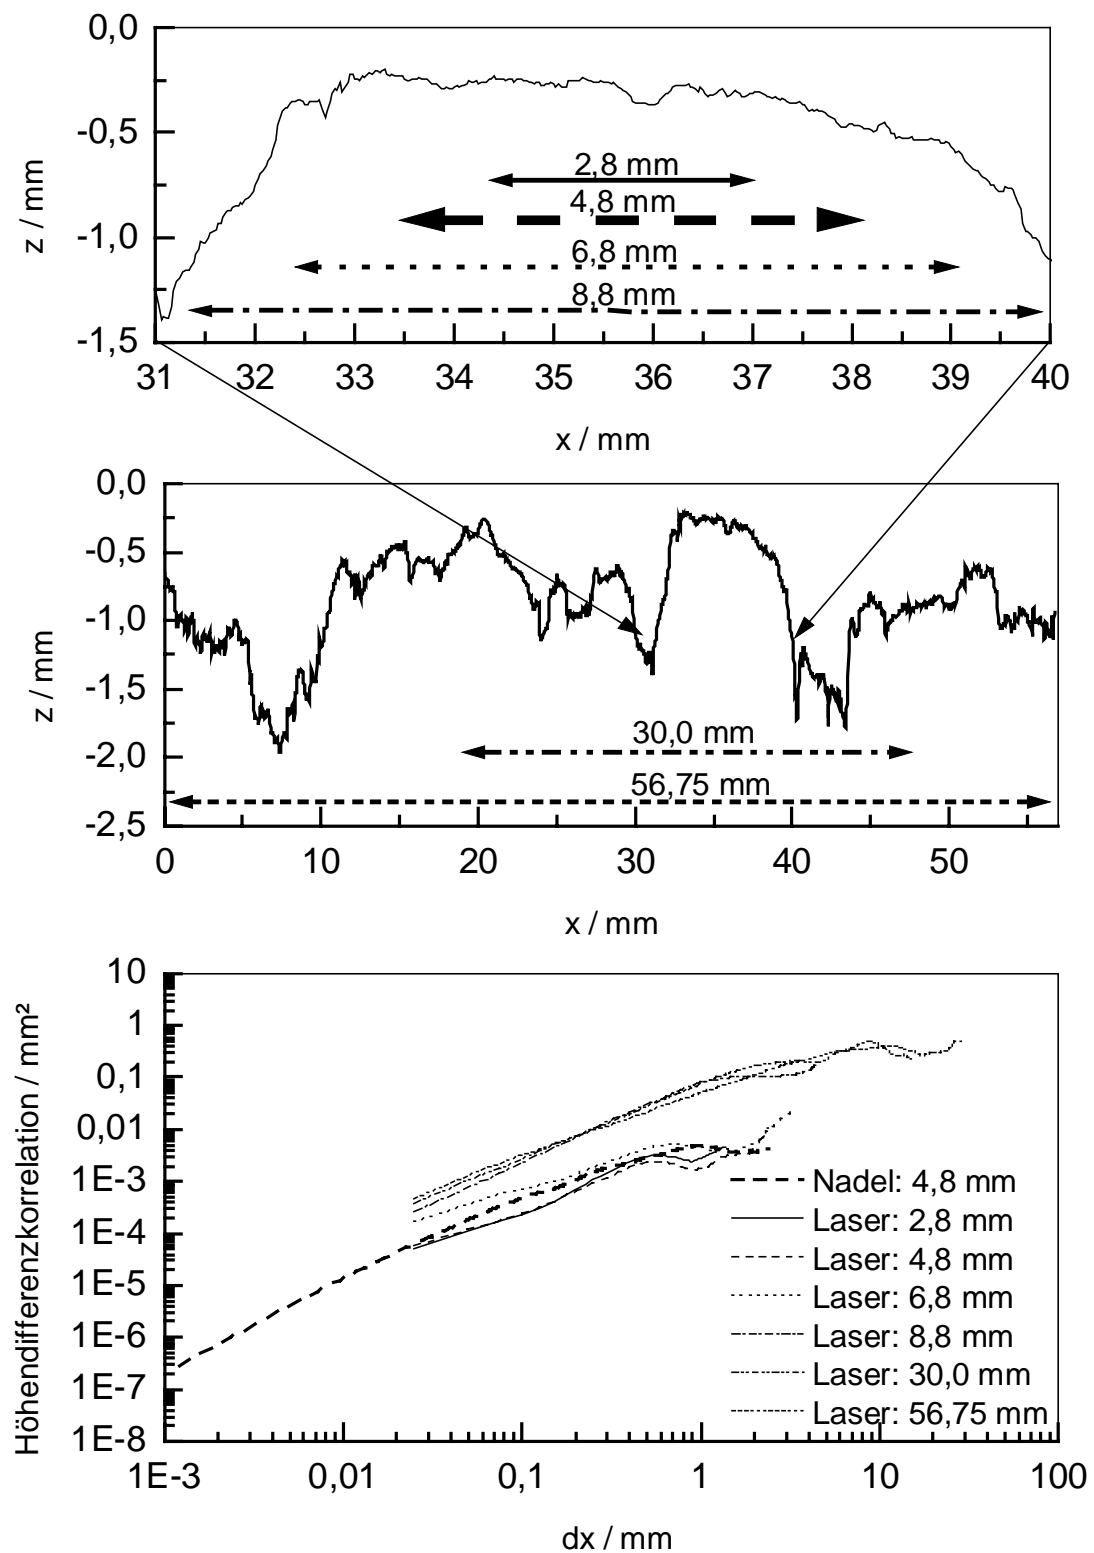 0,0
-0,5
-1,0
-1,5
z / mm
2,8 mm
4,8 mm
6,8 mm
8,8 mm
31 32 33 34 35 36 37 38 39 40
x / mm
0,0
-0,5
-1,0
-1,5
-2,0
-2,5
z / mm
30,0 mm
56,75 mm
0 10 20 30 40 50
x / mm
10
1
0,1
0,01
1E-3
1E-4
1E-5
1E-6
1E-7
1E-8
Höhendifferenzkorrelation / mm²
Nadel: 4,8 mm
Laser: 2,8 mm
Laser: 4,8 mm
Laser: 6,8 mm
Laser: 8,8 mm
Laser: 30,0 mm
Laser: 56,75 mm
1E-3 0,01 0,1 1 10 100
dx / mm